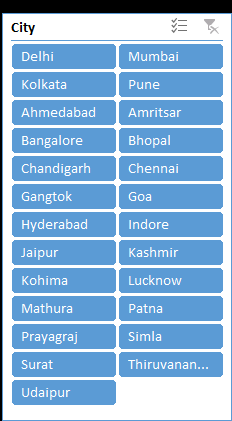 City
Delhi
Mumbai
Kolkata
Pune
Ahmedabad
Amritsar
Bangalore
Bhopal
Chandigarh
Chennai
Gangtok
Goa
Hyderabad
Indore
Jaipur
Kashmir
Kohima
Lucknow
Mathura
Patna
Prayagraj
Simla
Surat
Thiruvanan...
Udaipur